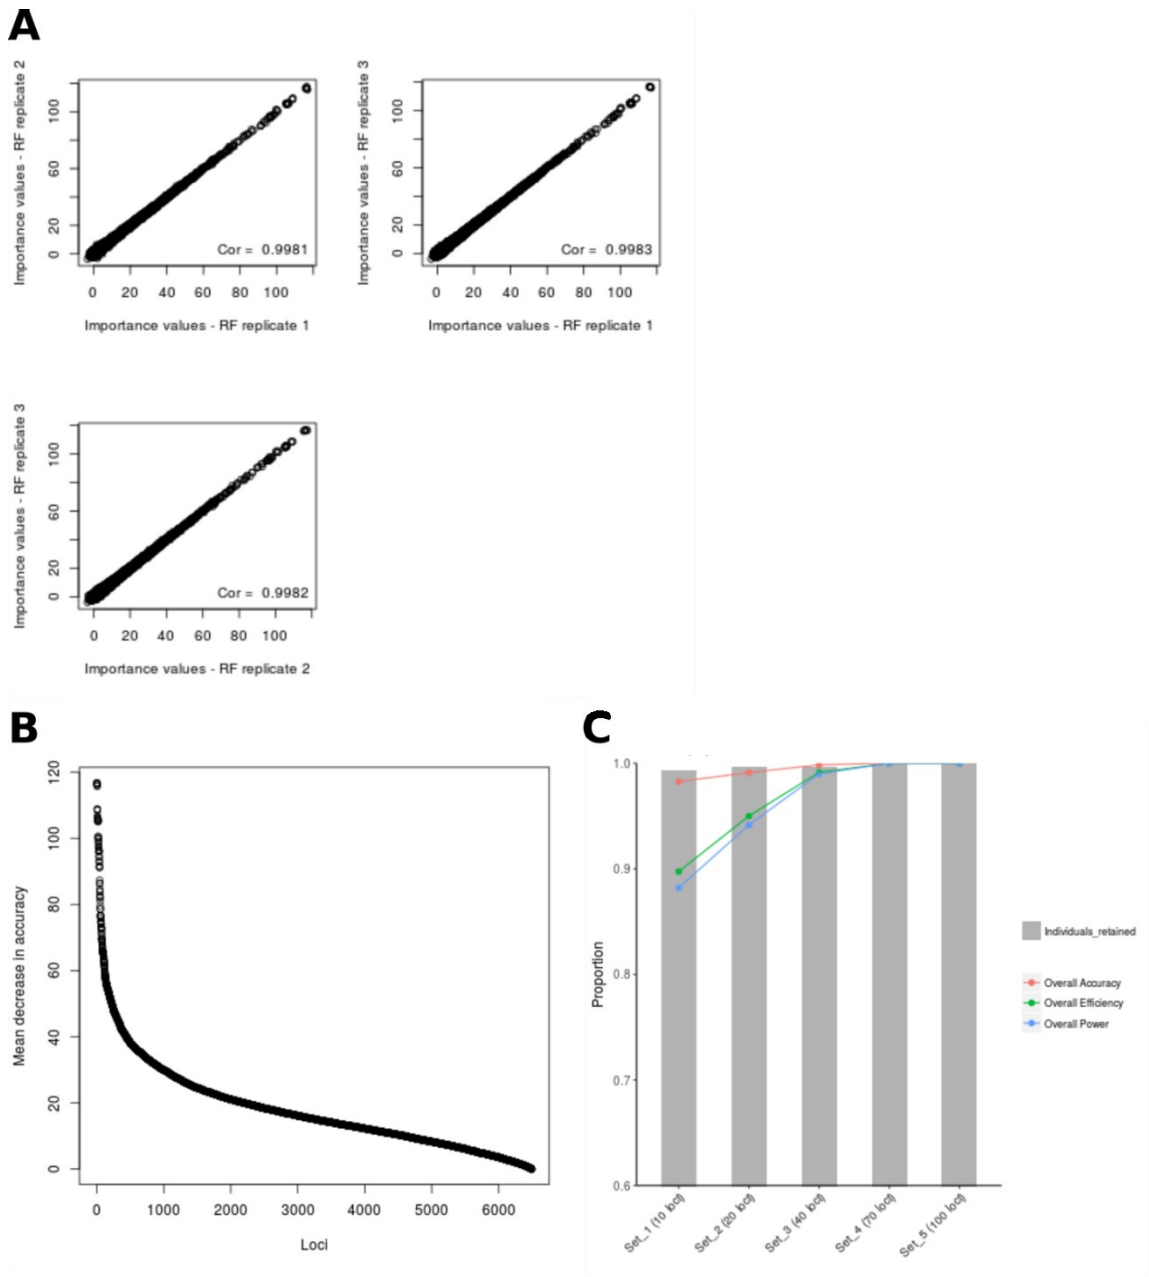 A
Importance values - RF replicate 2
100
60
20
0
Cor = 0.9981
0 20 40 60 80 100
Importance values - RF replicate 1
Importance values - RF replicate 3
100
60
20
0
Cor = 0.9983
0 20 40 60 80 100
Importance values - RF replicate 1
Importance values - RF replicate 3
100
60
20
0
Cor = 0.9982
0 20 40 60 80 100
Importance values - RF replicate 2
B
Mean decrease in accuracy
120
100
80
60
40
20
0
0 1000 2000 3000 4000 5000 6000
Loci
C
Proportion
1.0
0.9
0.8
0.7
0.6
Set_1 (10 loci)
Set_2 (20 loci)
Set_3 (40 loci)
Set_4 (70 loci)
Set_5 (100 loci)
Individuals_retained
Overall Accuracy
Overall Efficiency
Overall Power